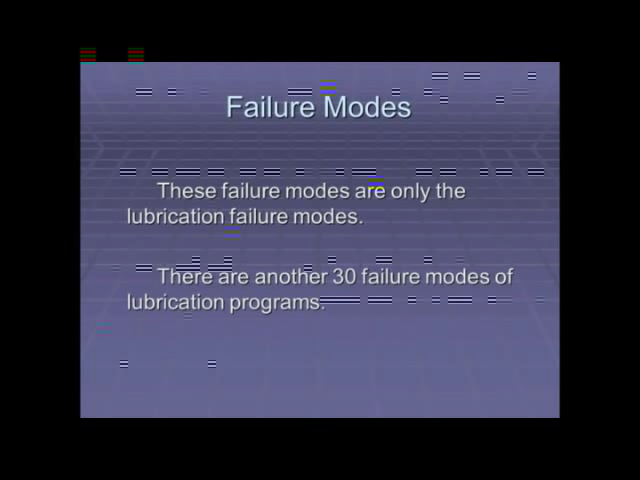 Failure Modes
These failure modes are only the
lubrication failure modes.
There are another 30 failure modes of
lubrication programs.